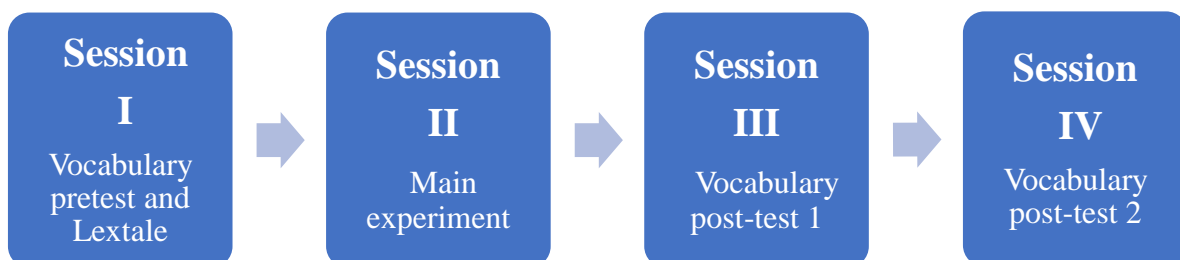 Session
I
Vocabulary
pretest and
Lextale
Session
II
Main
experiment
Session
III
Vocabulary
post-test 1
Session
IV
Vocabulary
post-test 2